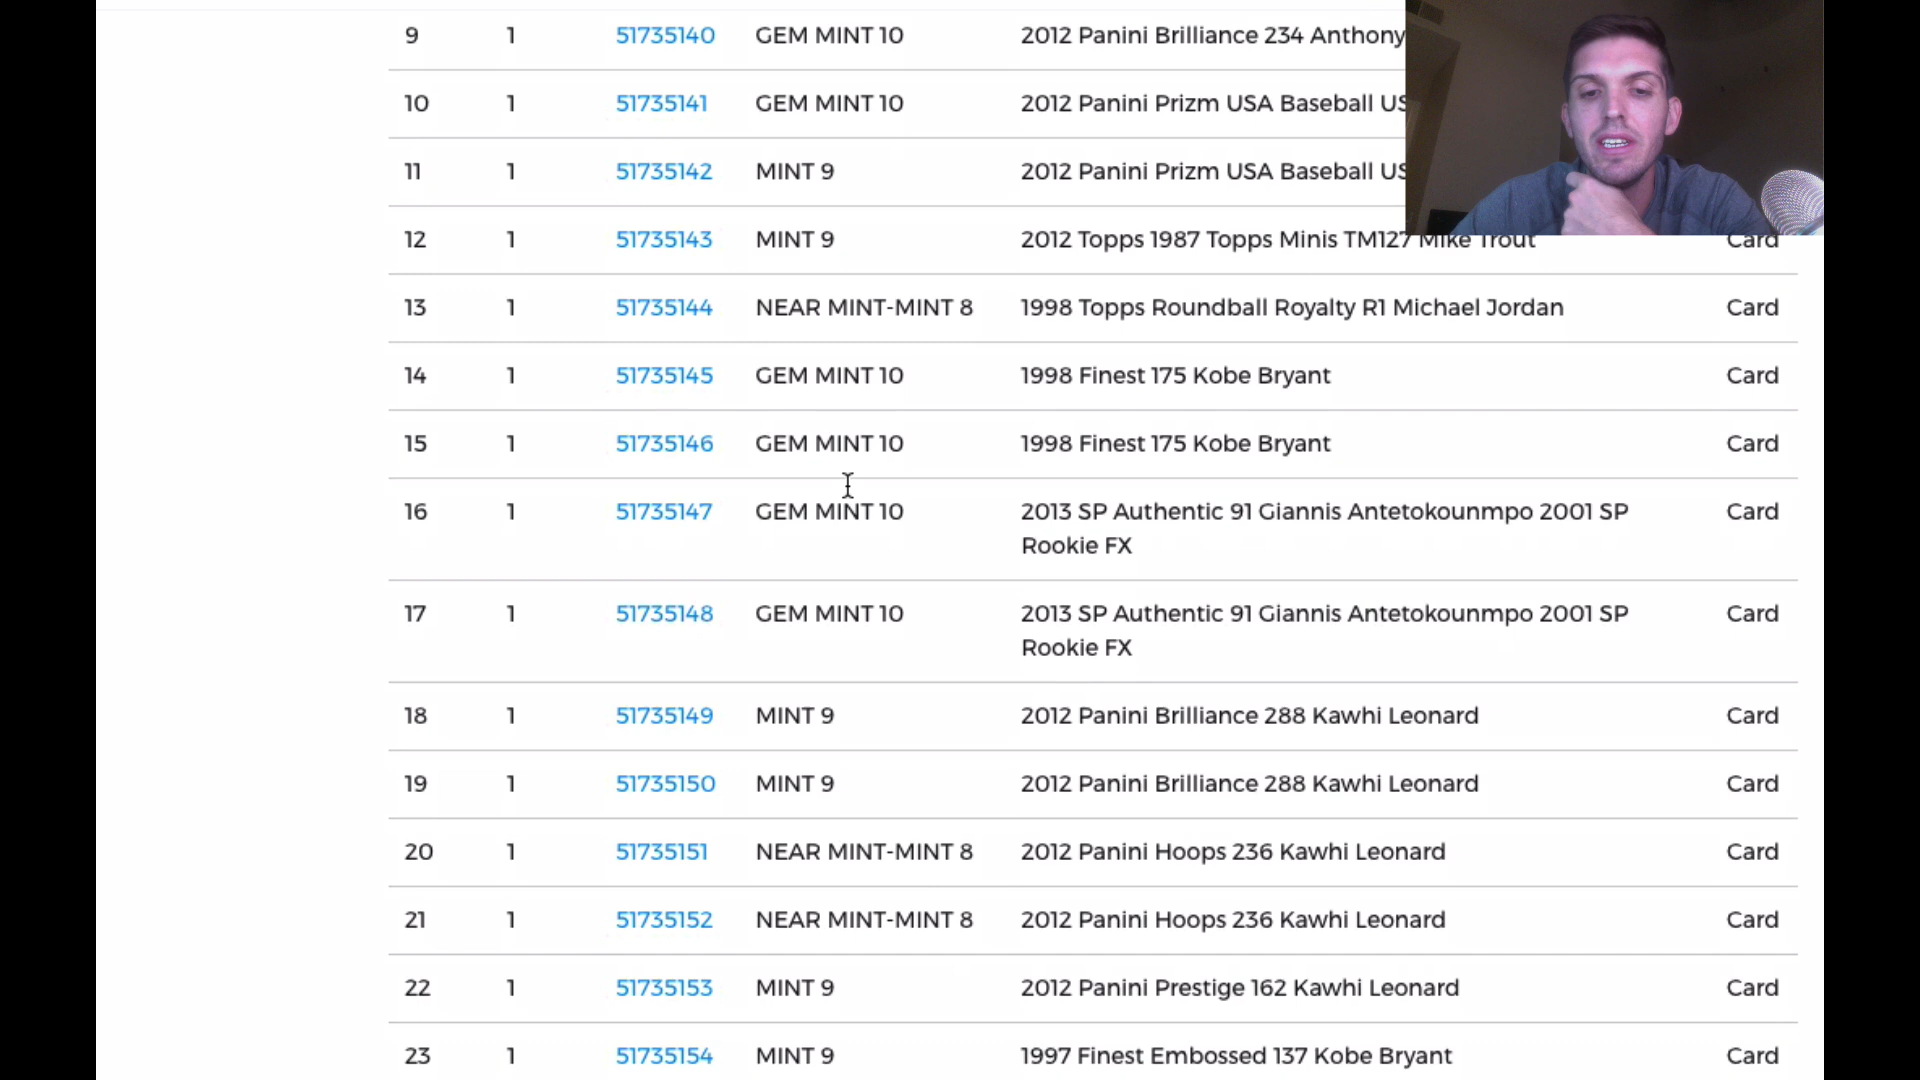 9 1 51735140 GEM MINT 10 2012 Panini Brilliance 234 Anthony
10 1 51735141 GEM MINT 10 2012 Panini Prizm USA Baseball US
11 1 51735142 MINT 9 2012 Panini Prizm USA Baseball US
12 1 51735143 MINT 9 2012 Topps 1987 Topps Minis TM127 Mike Trout Card
13 1 51735144 NEAR MINT-MINT 8 1998 Topps Roundball Royalty R1 Michael Jordan Card
14 1 51735145 GEM MINT 10 1998 Finest 175 Kobe Bryant Card
15 1 51735146 GEM MINT 10 1998 Finest 175 Kobe Bryant Card
16 1 51735147 GEM MINT 10 2013 SP Authentic 91 Giannis Antetokounmpo 2001 SP Card
Rookie FX
17 1 51735148 GEM MINT 10 2013 SP Authentic 91 Giannis Antetokounmpo 2001 SP Card
Rookie FX
18 1 51735149 MINT 9 2012 Panini Brilliance 288 Kawhi Leonard Card
19 1 51735150 MINT 9 2012 Panini Brilliance 288 Kawhi Leonard Card
20 1 51735151 NEAR MINT-MINT 8 2012 Panini Hoops 236 Kawhi Leonard Card
21 1 51735152 NEAR MINT-MINT 8 2012 Panini Hoops 236 Kawhi Leonard Card
22 1 51735153 MINT 9 2012 Panini Prestige 162 Kawhi Leonard Card
23 1 51735154 MINT 9 1997 Finest Embossed 137 Kobe Bryant Card